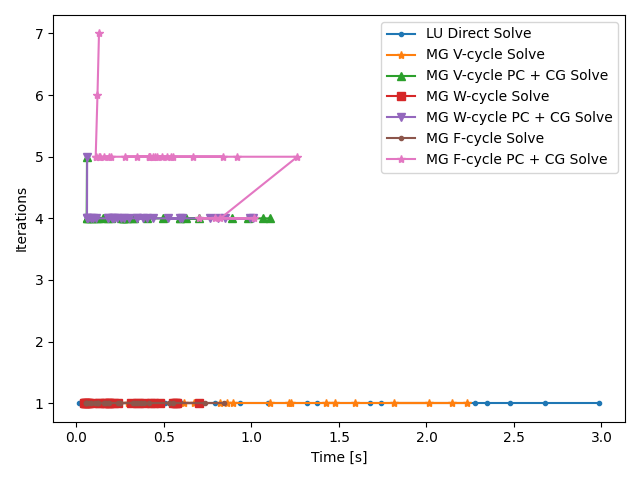 LU Direct Solve
MG V-cycle Solve
MG V-cycle PC + CG Solve
MG W-cycle Solve
MG W-cycle PC + CG Solve
MG F-cycle Solve
MG F-cycle PC + CG Solve
Iterations
7
6
5
4
3
2
1
0.0 0.5 1.0 1.5 2.0 2.5 3.0
Time [s]